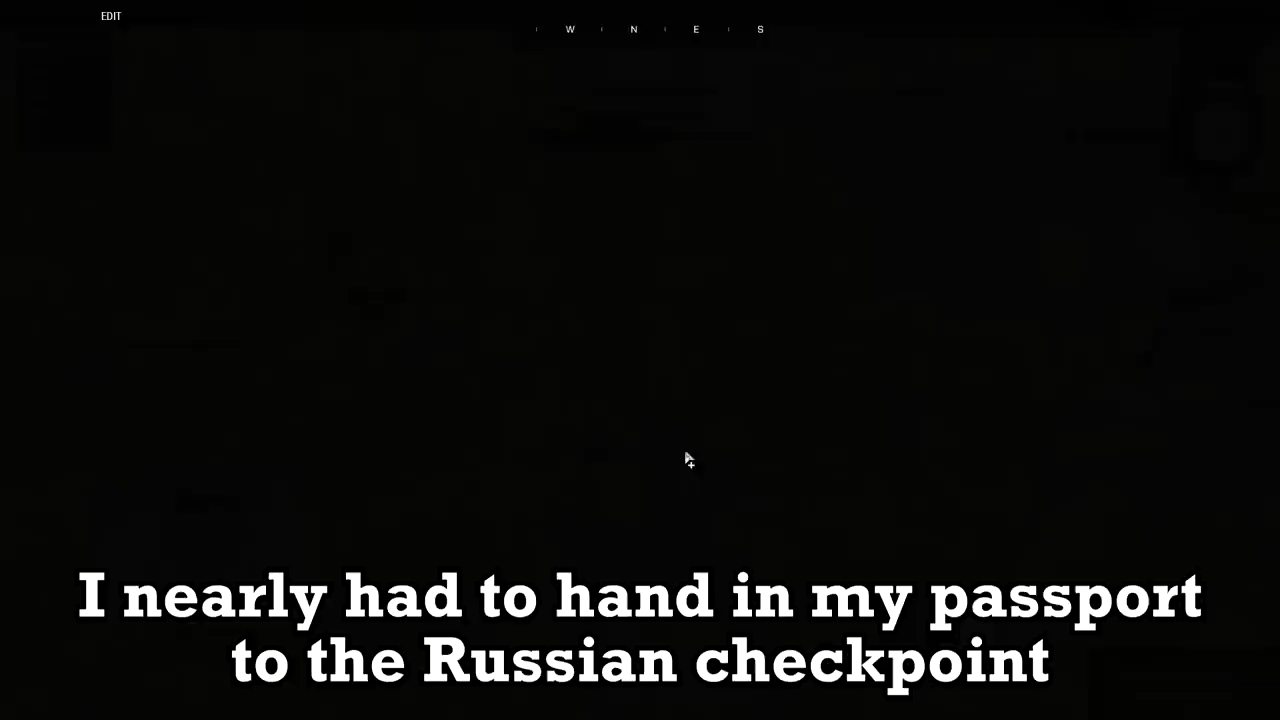 EDIT
W N E S
I nearly had to hand in my passport
to the Russian checkpoint